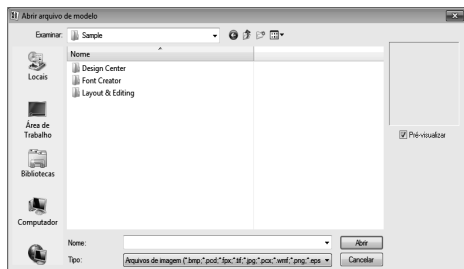 Abrir arquivo de modelo
Examinar: Sample
Nome
Design Center
Font Creator
Layout & Editing
Locais
Área de Trabalho
Bibliotecas
Computador
Pré-visualizar
Nome: Abrir
Tipo: Arquivos de imagem (*.bmp;*.pcd;*.fpx;*.tif;*.jpg;*.pcx;*.wmf;*.png;*.eps Cancelar